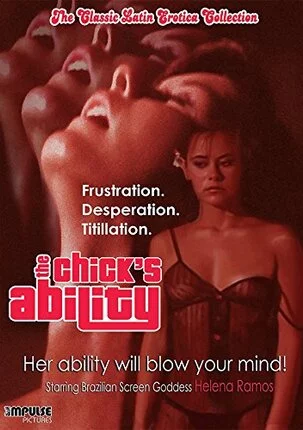 The Classic Latin Erotica Collection
Frustration.
Desperation.
Titillation.
the chick's
ability
Her ability will blow your mind!
Starring Brazilian Screen Goddess Helena Ramos
impulse
PICTURES